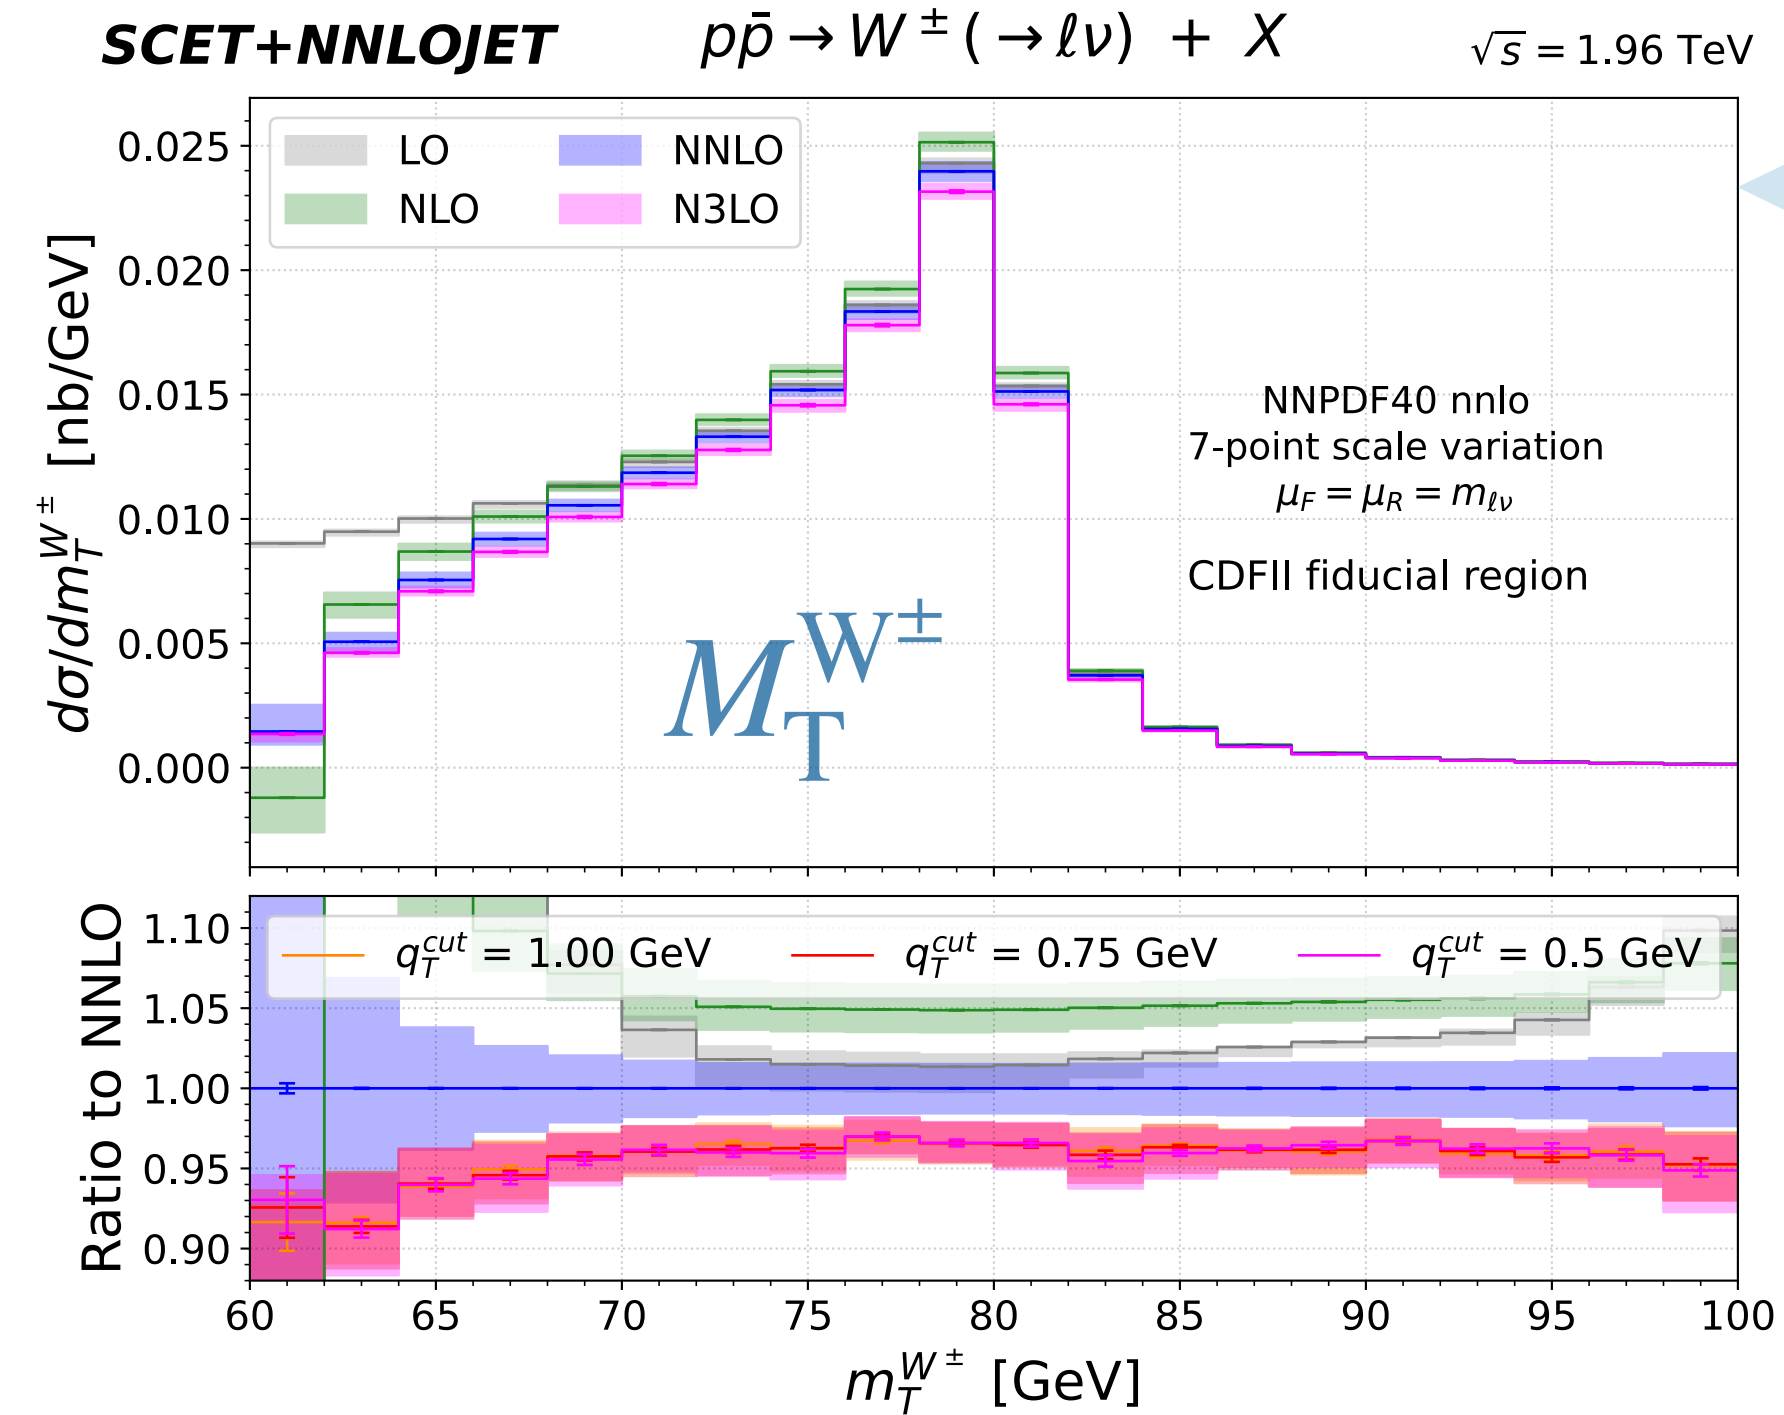 SCET+NNLOJET
pp̄ → W± (→ ℓν) + X
√s = 1.96 TeV
dσ/dm_T^{W±} [nb/GeV]
0.025
0.020
0.015
0.010
0.005
0.000
LO
NNLO
NLO
N3LO
NNPDF40 nnlo
7-point scale variation
μ_F = μ_R = m_{ℓν}
CDFII fiducial region
M_T^{W±}
Ratio to NNLO
1.10
1.05
1.00
0.95
0.90
q_T^{cut} = 1.00 GeV
q_T^{cut} = 0.75 GeV
q_T^{cut} = 0.5 GeV
60 65 70 75 80 85 90 95 100
m_T^{W±} [GeV]